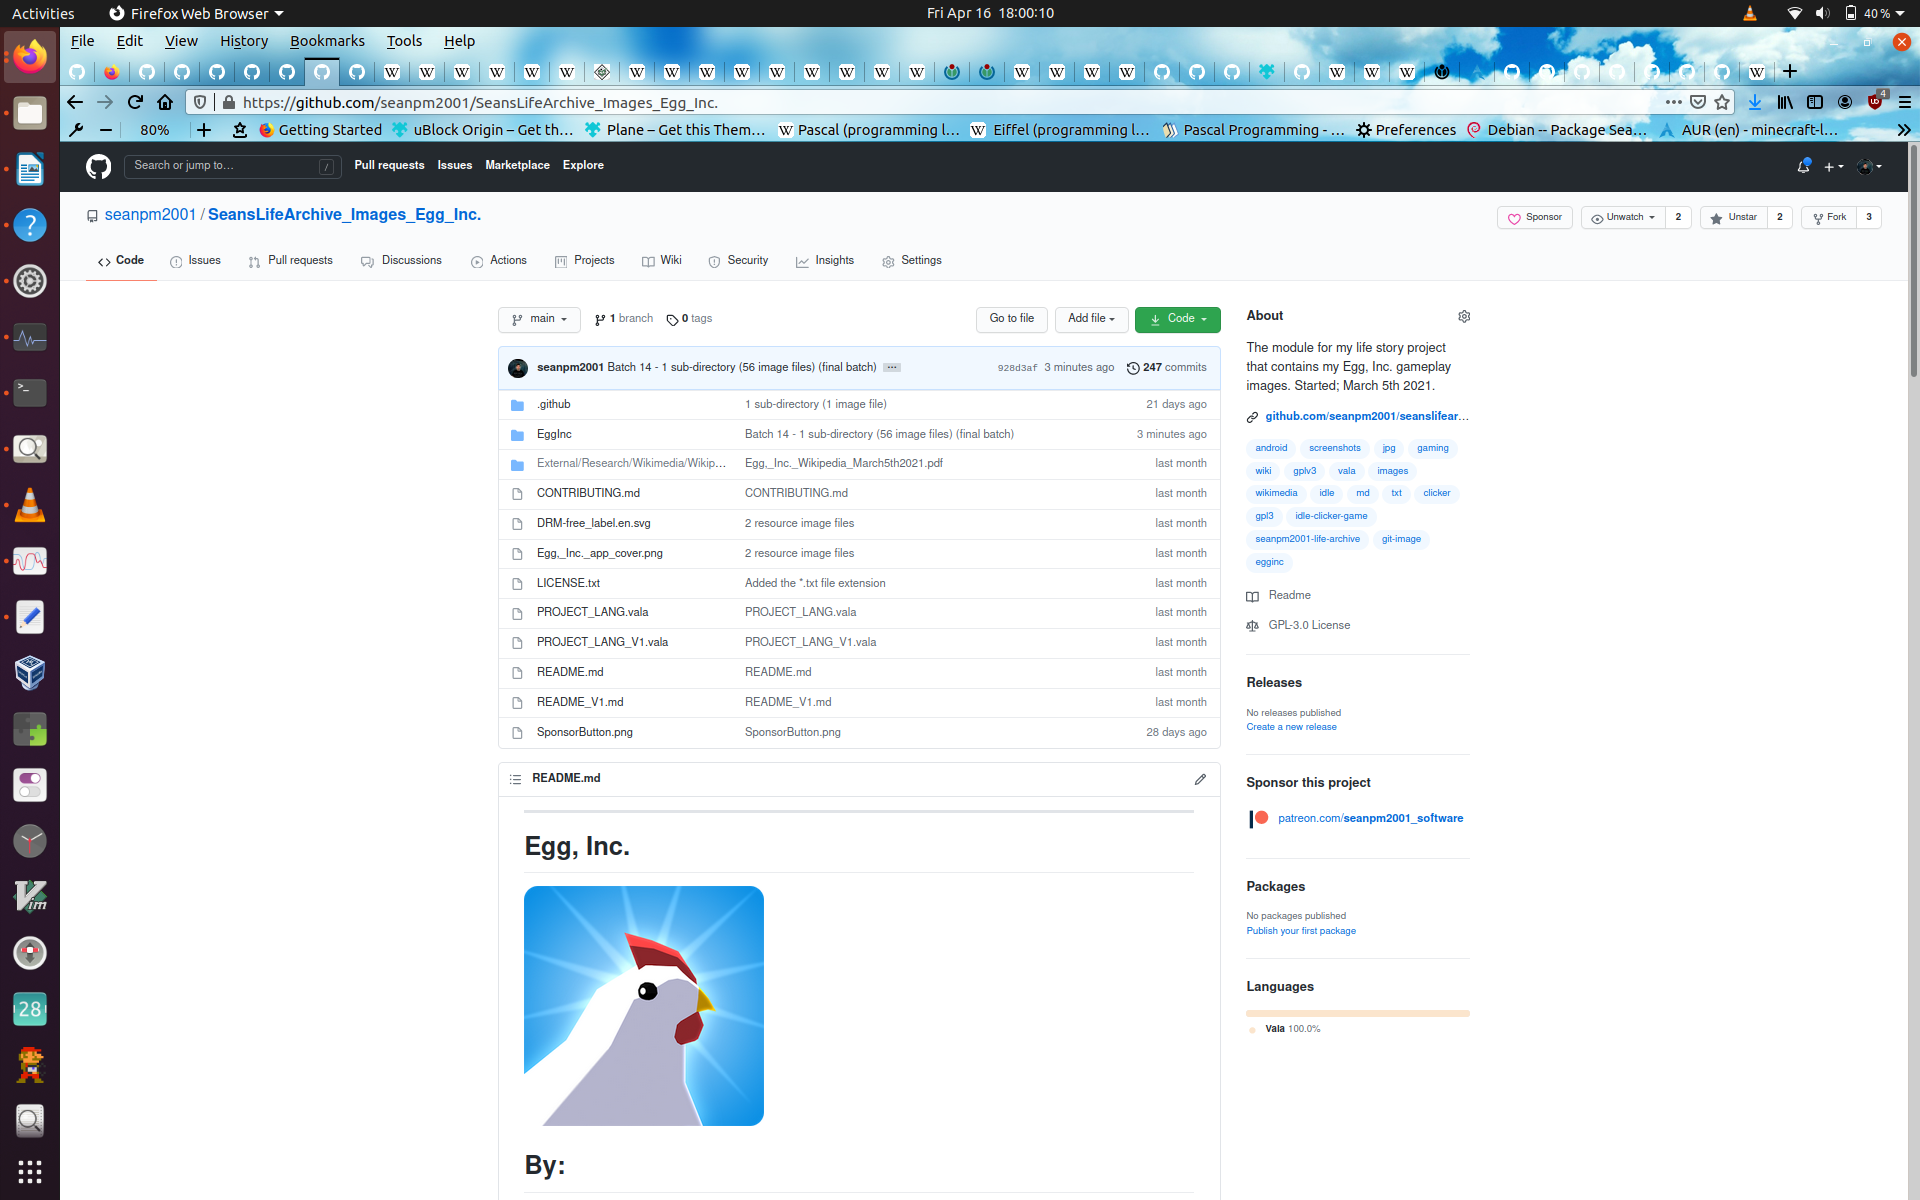 Activities Firefox Web Browser Fri Apr 16 18:00:10 40 %
File Edit View History Bookmarks Tools Help
https://github.com/seanpm2001/SeansLifeArchive_Images_Egg_Inc. 4
80% Getting Started uBlock Origin – Get th… Plane – Get this Them… Pascal (programming l… Eiffel (programming l… Pascal Programming - … Preferences Debian -- Package Sea… AUR (en) - minecraft-l…
Search or jump to… / Pull requests Issues Marketplace Explore
seanpm2001 / SeansLifeArchive_Images_Egg_Inc. Sponsor Unwatch 2 Unstar 2 Fork 3
Code Issues Pull requests Discussions Actions Projects Wiki Security Insights Settings
main 1 branch 0 tags Go to file Add file Code
seanpm2001 Batch 14 - 1 sub-directory (56 image files) (final batch) ... 928d3af 3 minutes ago 247 commits
.github 1 sub-directory (1 image file) 21 days ago
EggInc Batch 14 - 1 sub-directory (56 image files) (final batch) 3 minutes ago
External/Research/Wikimedia/Wikip… Egg,_Inc._Wikipedia_March5th2021.pdf last month
CONTRIBUTING.md CONTRIBUTING.md last month
DRM-free_label.en.svg 2 resource image files last month
Egg,_Inc._app_cover.png 2 resource image files last month
LICENSE.txt Added the *.txt file extension last month
PROJECT_LANG.vala PROJECT_LANG.vala last month
PROJECT_LANG_V1.vala PROJECT_LANG_V1.vala last month
README.md README.md last month
README_V1.md README_V1.md last month
SponsorButton.png SponsorButton.png 28 days ago
README.md
Egg, Inc.
By:
About
The module for my life story project
that contains my Egg, Inc. gameplay
images. Started; March 5th 2021.
github.com/seanpm2001/seanslifear…
android screenshots jpg gaming
wiki gplv3 vala images
wikimedia idle md txt clicker
gpl3 idle-clicker-game
seanpm2001-life-archive git-image
egginc
Readme
GPL-3.0 License
Releases
No releases published
Create a new release
Sponsor this project
patreon.com/seanpm2001_software
Packages
No packages published
Publish your first package
Languages
Vala 100.0%
28